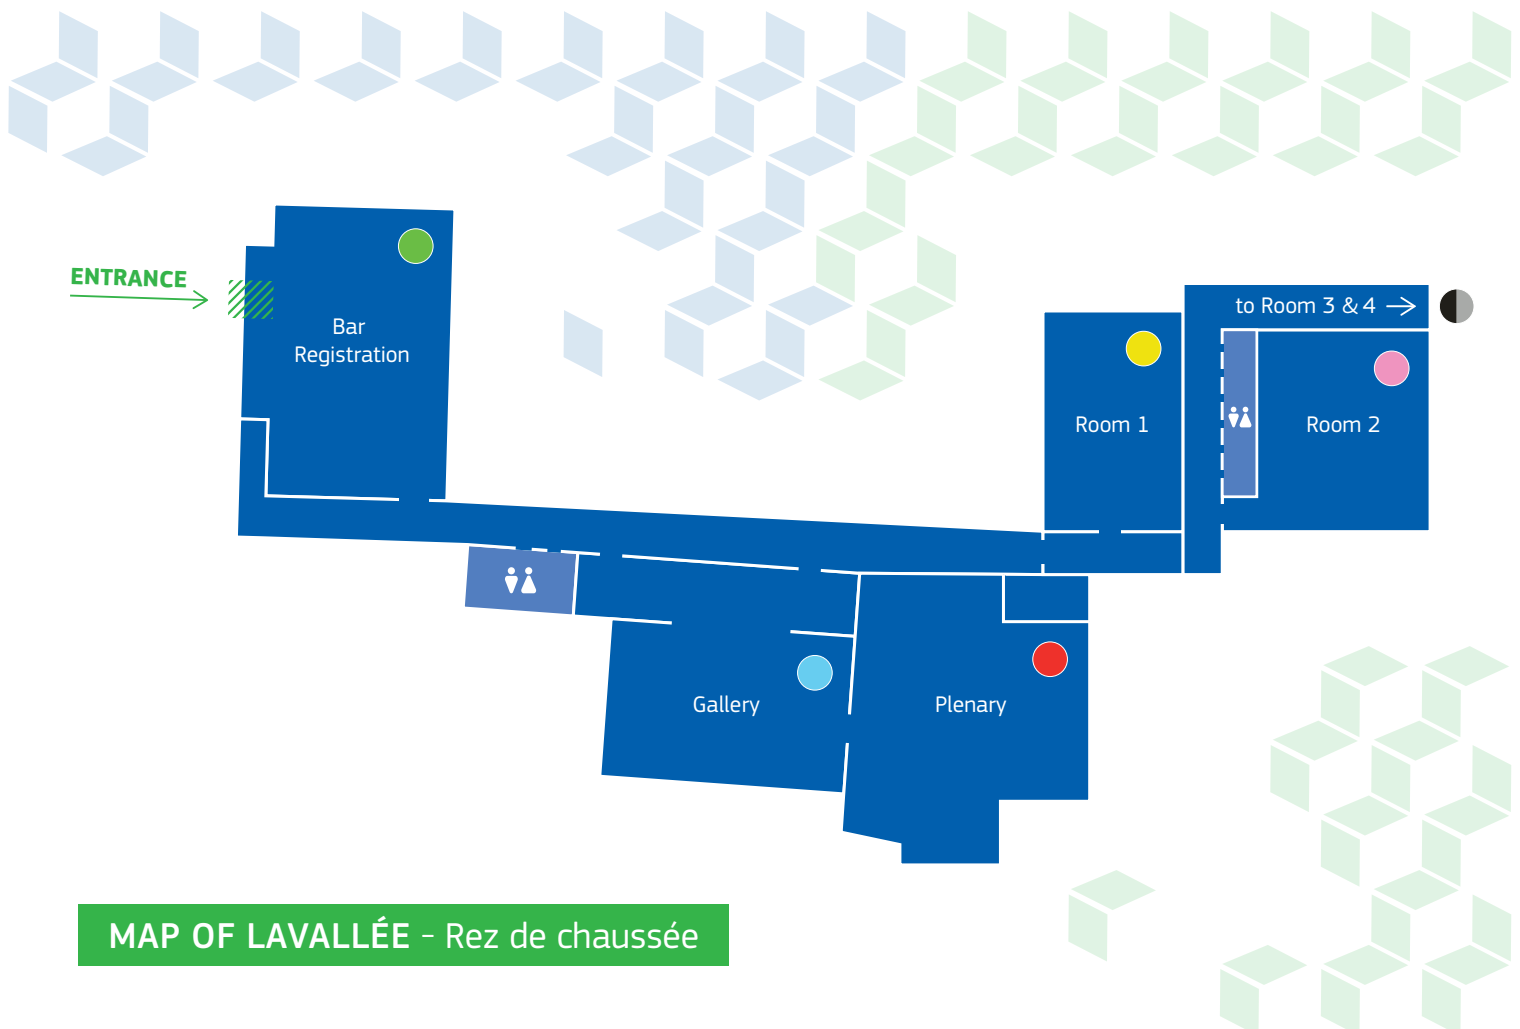 ENTRANCE
Bar
Registration
to Room 3 & 4
Room 1
Room 2
Gallery
Plenary
MAP OF LAVALLÉE - Rez de chaussée